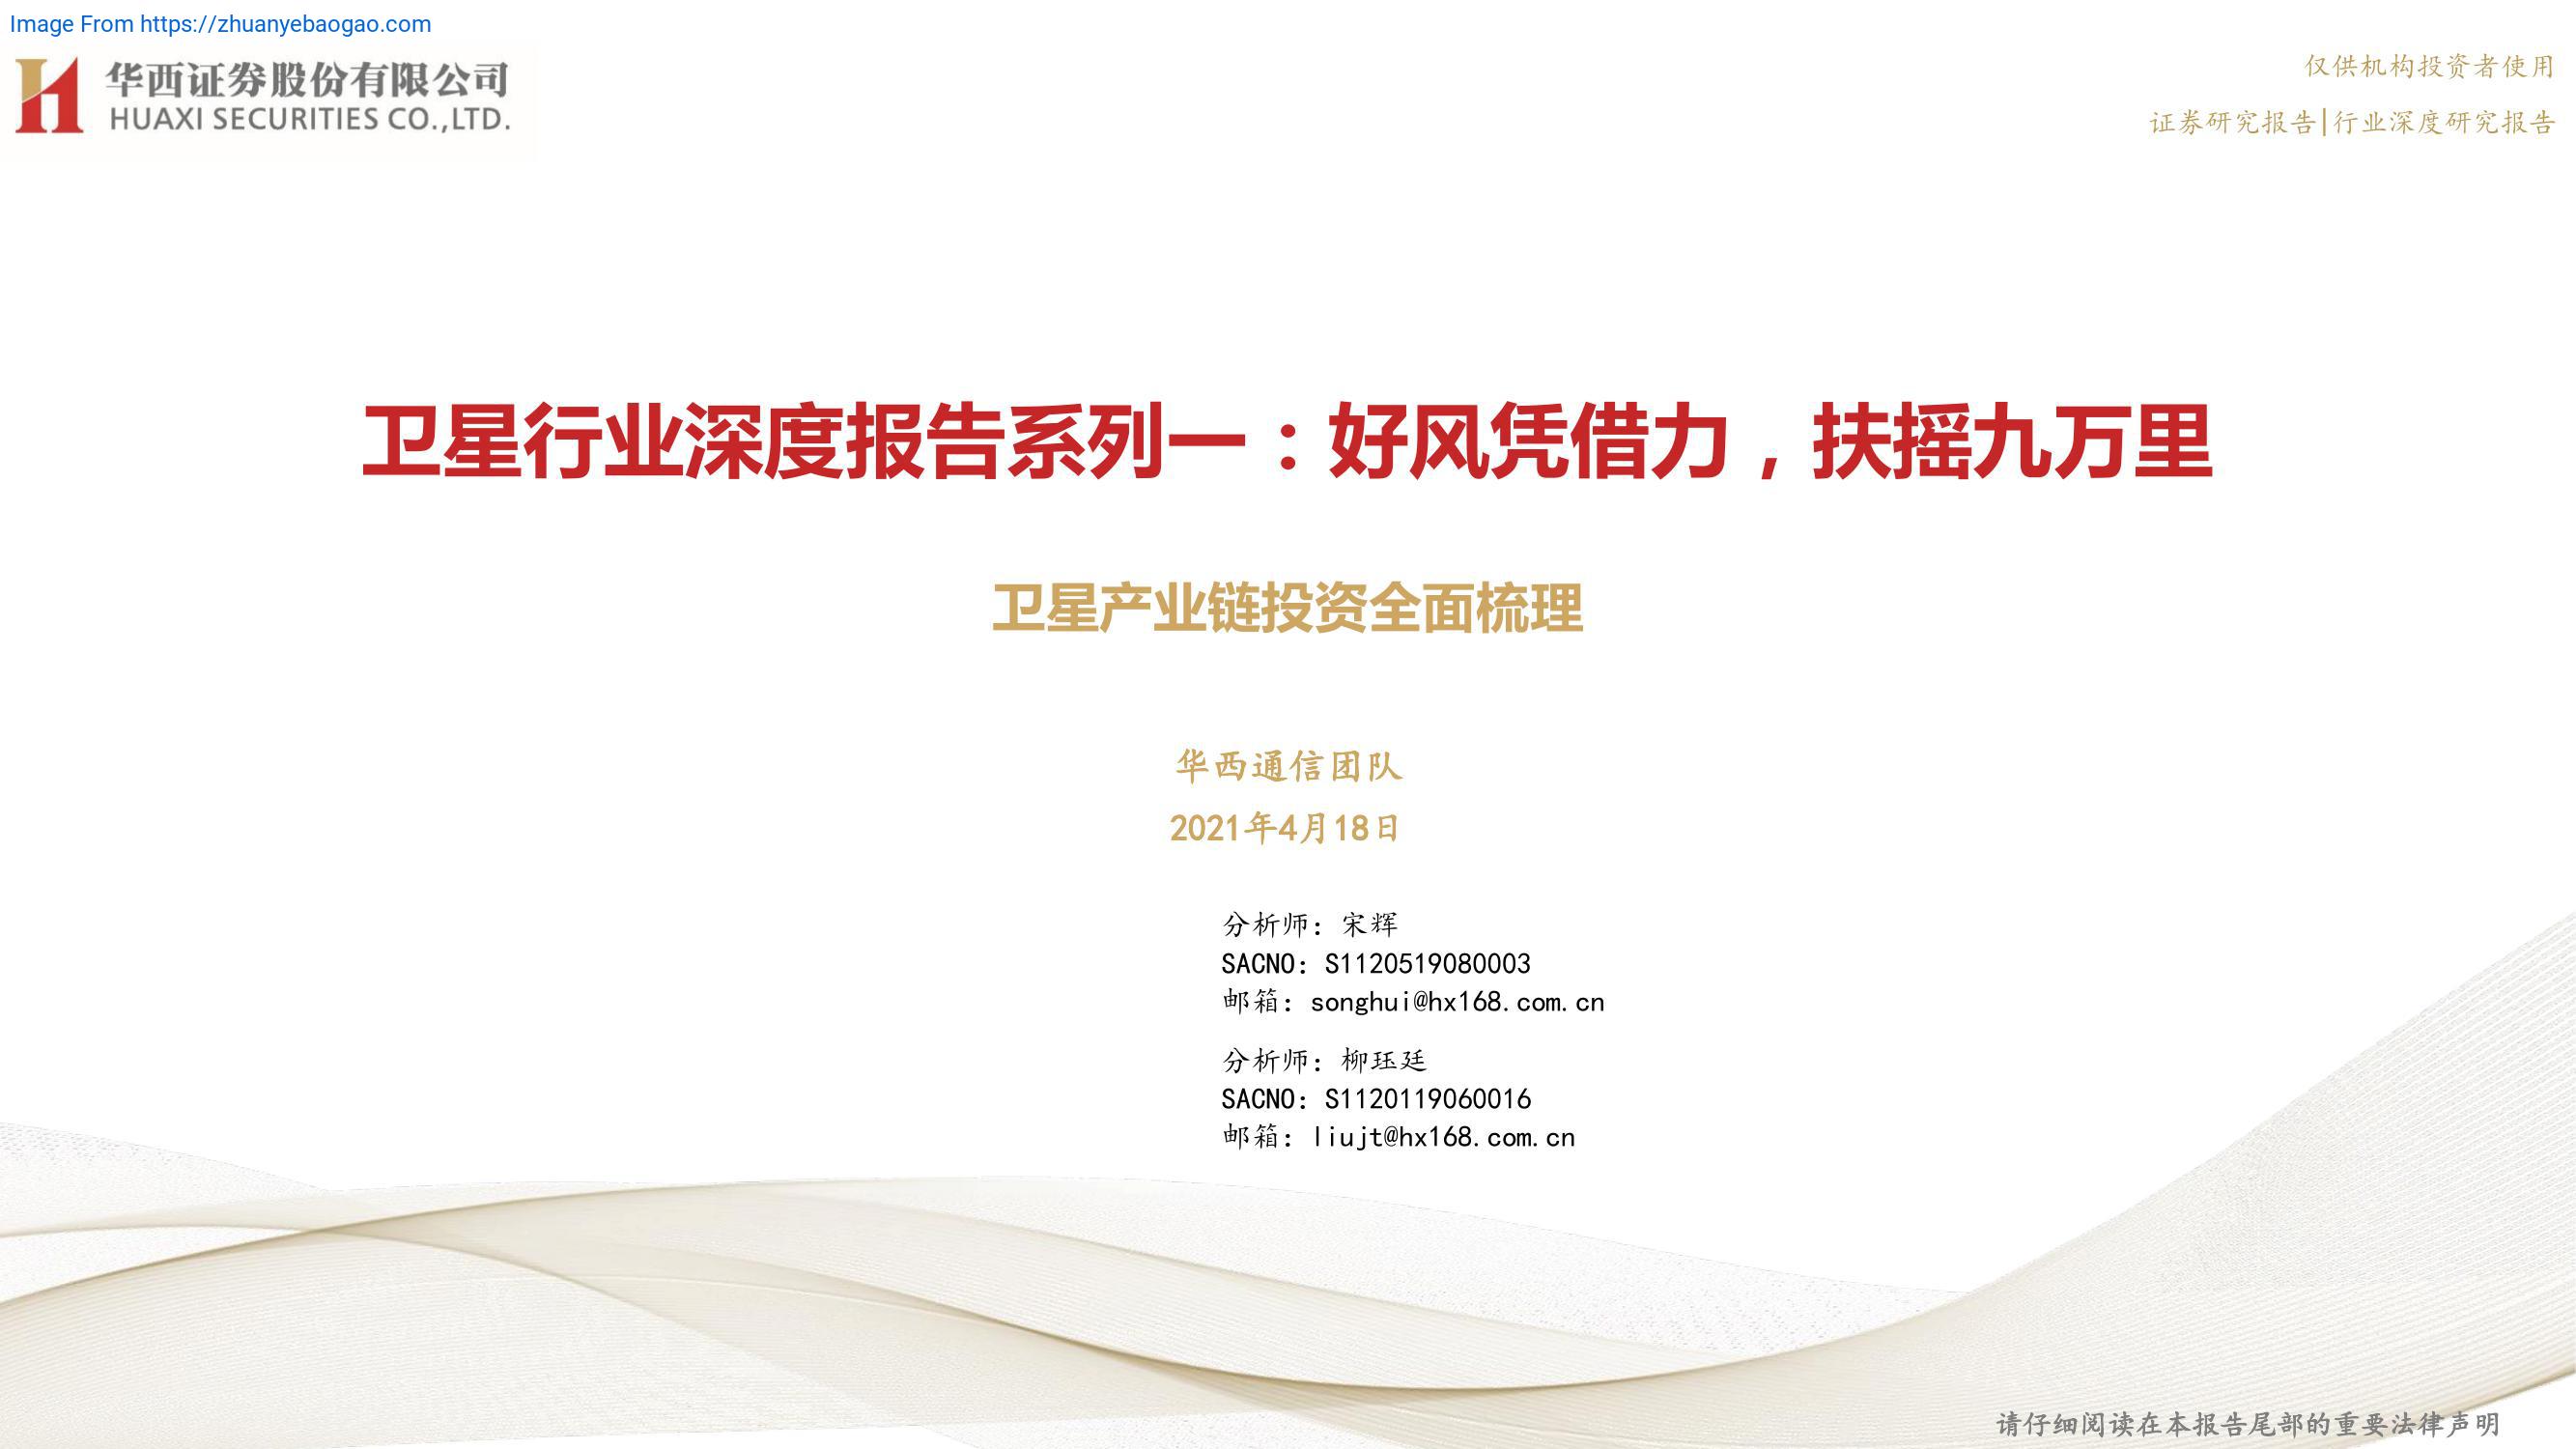 Image From https://zhuanyebaogao.com
华西证券股份有限公司
HUAXI SECURITIES CO.,LTD.
仅供机构投资者使用
证券研究报告|行业深度研究报告
卫星行业深度报告系列一：好风凭借力，扶摇九万里
卫星产业链投资全面梳理
华西通信团队
2021年4月18日
分析师：宋辉
SACNO：S1120519080003
邮箱：songhui@hx168.com.cn
分析师：柳珏廷
SACNO：S1120119060016
邮箱：liujt@hx168.com.cn
请仔细阅读在本报告尾部的重要法律声明